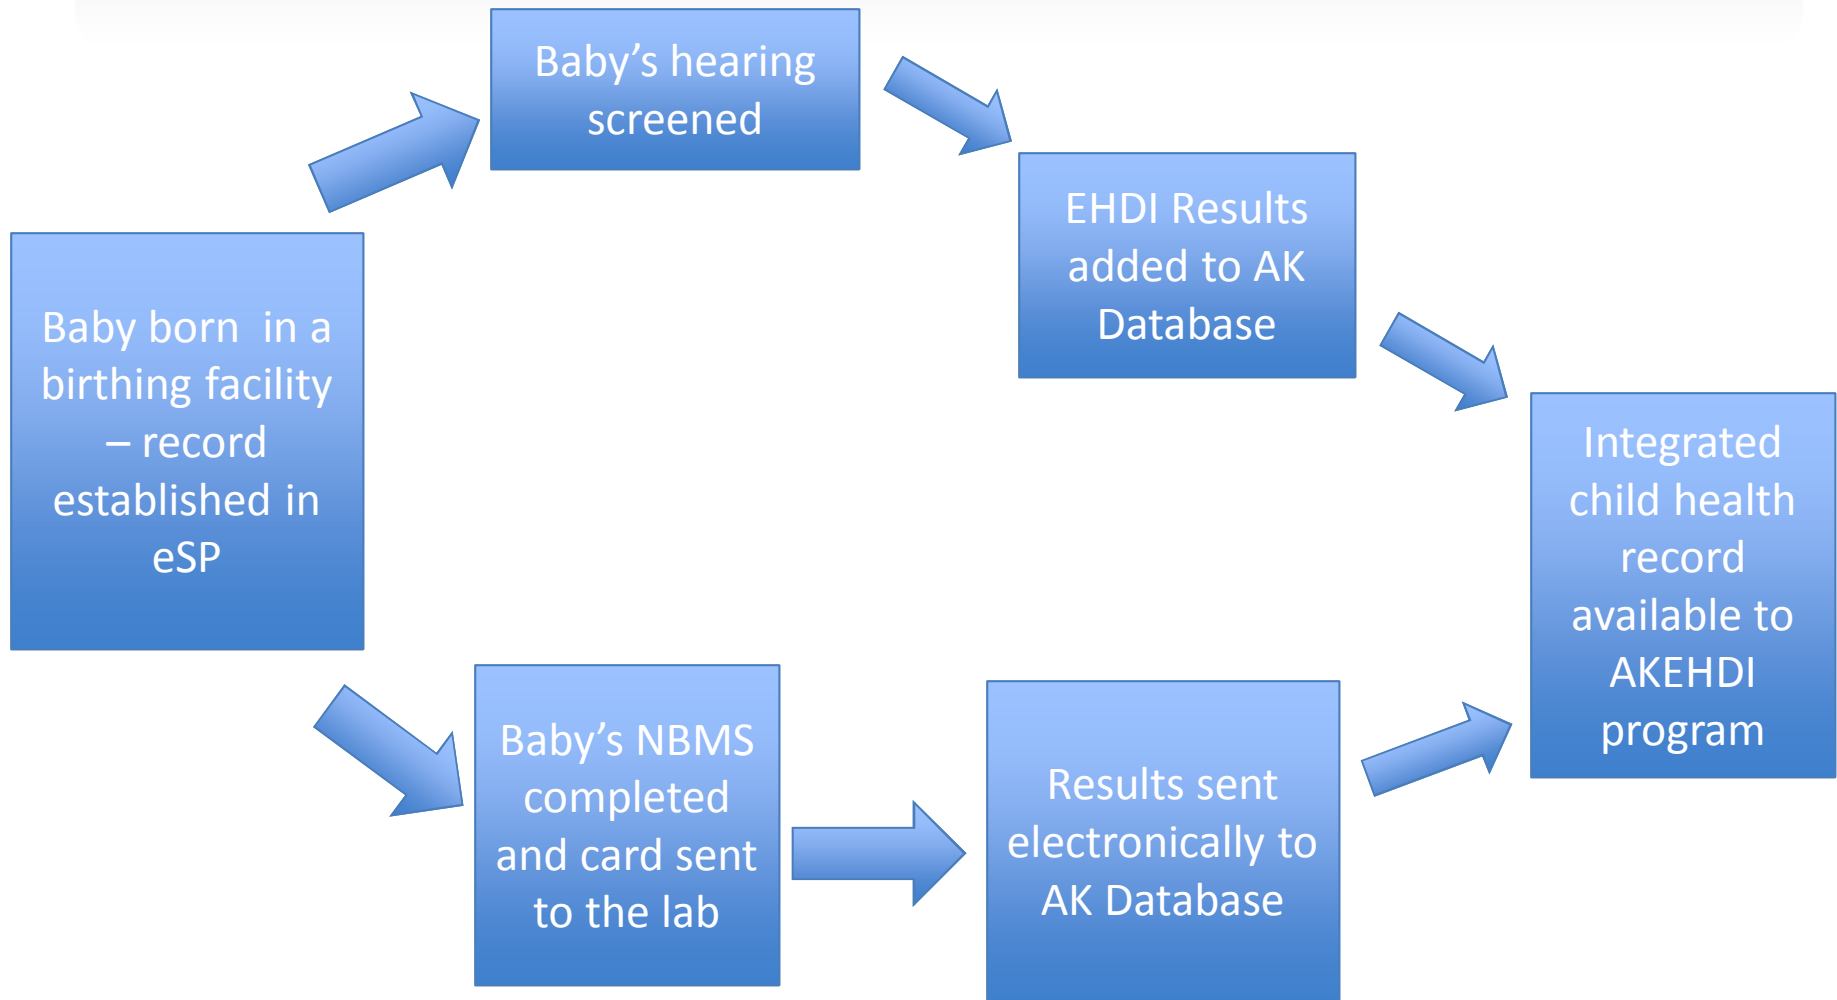 Baby born  in a
birthing facility
– record
established in
eSP
Baby’s hearing
screened
EHDI Results
added to AK
Database
Baby’s NBMS
completed
and card sent
to the lab
Results sent
electronically to
AK Database
Integrated
child health
record
available to
AKEHDI
program